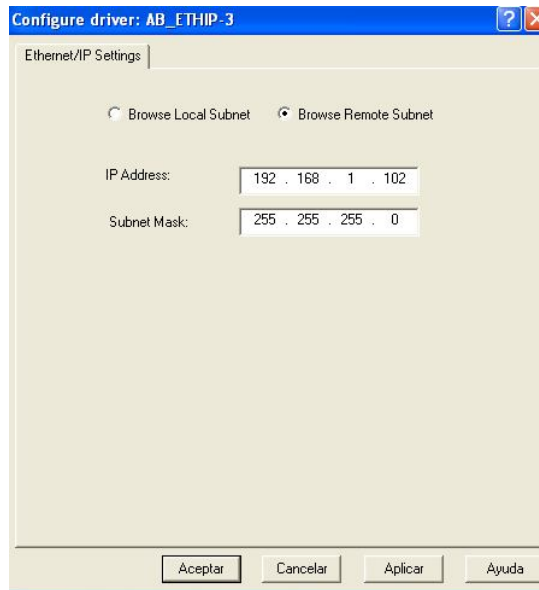 Configure driver: AB_ETHIP-3
Ethernet/IP Settings
Browse Local Subnet Browse Remote Subnet
IP Address: 192 . 168 . 1 . 102
Subnet Mask: 255 . 255 . 255 . 0
Aceptar Cancelar Aplicar Ayuda